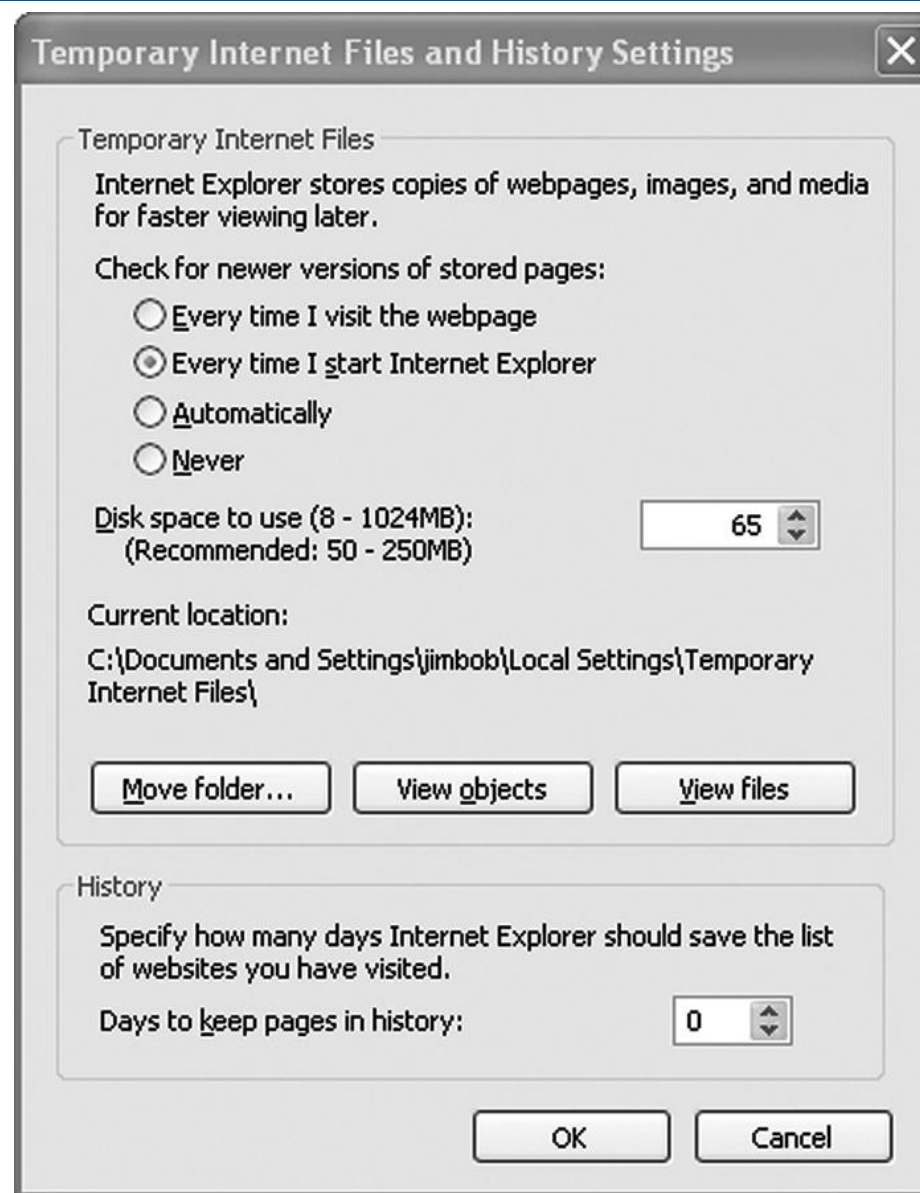 Temporary Internet Files and History Settings
Temporary Internet Files
Internet Explorer stores copies of webpages, images, and media
for faster viewing later.
Check for newer versions of stored pages:
Every time I visit the webpage
Every time I start Internet Explorer
Automatically
Never
Disk space to use (8 - 1024MB):
(Recommended: 50 - 250MB)
65
Current location:
C:\Documents and Settings\jimbob\Local Settings\Temporary
Internet Files\
Move folder... View objects View files
History
Specify how many days Internet Explorer should save the list
of websites you have visited.
Days to keep pages in history: 0
OK Cancel